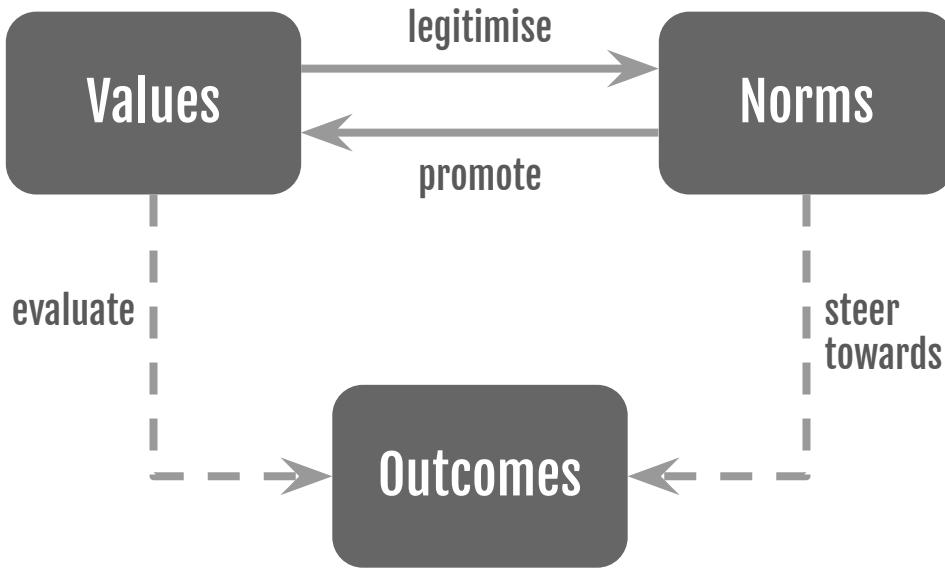 legitimise
Values
Norms
promote
evaluate
steer
towards
Outcomes